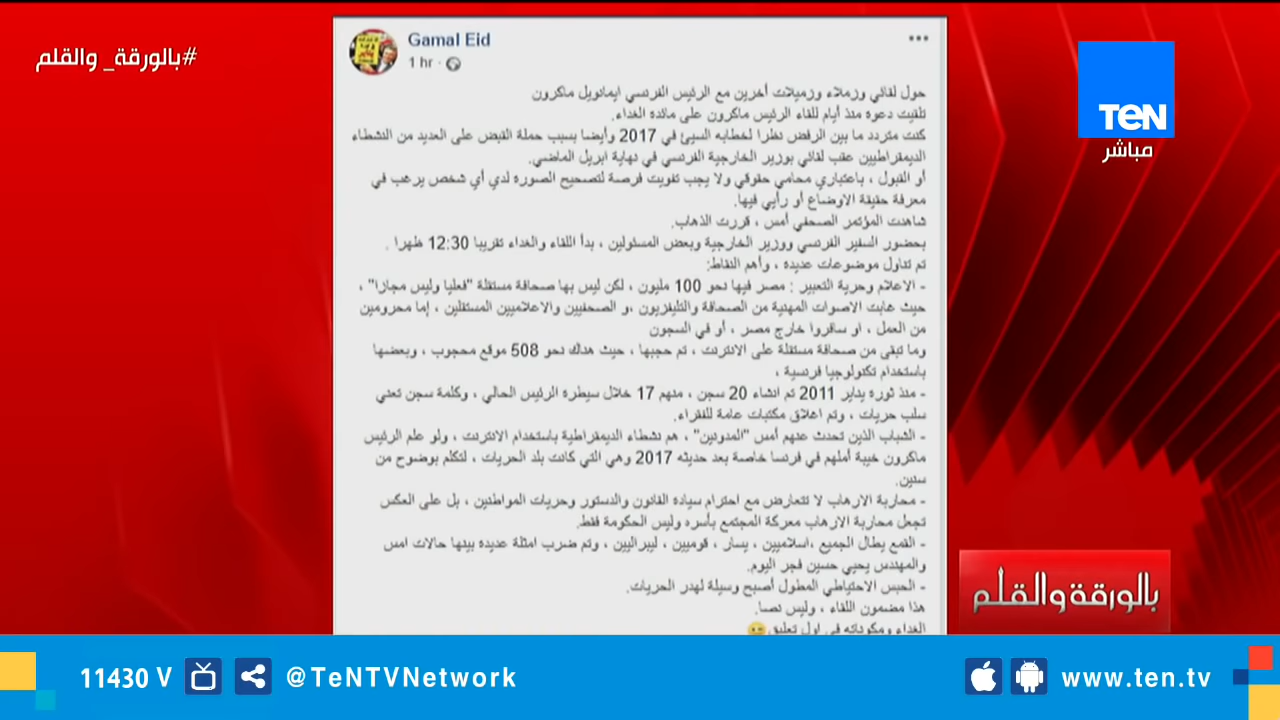 #بالورقة_ والقلم
Gamal Eid
1 hr ·
حول لقائي وزملاء وزميلات أخرين مع الرئيس الفرنسي ايمانويل ماكرون
تلقيت دعوة منذ أيام للقاء الرئيس ماكرون على مائدة الغداء.
كنت متردد ما بين الرفض نظرا لخطابه السيئ في 2017 وأيضا بسبب حملة القبض على العديد من النشطاء
الديمقراطيين عقب لقائي بوزير الخارجية الفرنسي في نهاية ابريل الماضي.
أو القبول ، باعتباري محامي حقوقي ولا يجب تفويت فرصة لتصحيح الصورة لدي أي شخص يرغب في
معرفة حقيقة الاوضاع أو رأيي فيها.
شاهدت المؤتمر الصحفي أمس ، قررت الذهاب.
بحضور السفير الفرنسي ووزير الخارجية وبعض المسئولين ، بدأ اللقاء والغداء تقريبا 12:30 ظهرا .
تم تناول موضوعات عديدة ، وأهم النقاط:
- الاعلام وحرية التعبير : مصر فيها نحو 100 مليون ، لكن ليس بها صحافة مستقلة "فعليا وليس مجازا" ،
حيث غابت الاصوات المهنية من الصحافة والتليفزيون ،و الصحفيين والاعلاميين المستقلين ، إما محرومين
من العمل ، او سافروا خارج مصر ، أو في السجون
وما تبقى من صحافة مستقلة على الانترنت ، تم حجبها ، حيث هناك نحو 508 موقع محجوب ، وبعضها
باستخدام تكنولوجيا فرنسية ،
- منذ ثورة يناير 2011 تم انشاء 20 سجن ، منهم 17 خلال سيطرة الرئيس الحالي ، وكلمة سجن تعني
سلب حريات ، وتم اغلاق مكتبات عامة للفقراء.
- الشباب الذين تحدث عنهم أمس "المدونين" ، هم نشطاء الديمقراطية باستخدام الانترنت ، ولو علم الرئيس
ماكرون خيبة أملهم في فرنسا خاصة بعد حديثه 2017 وهي التي كانت بلد الحريات ، لتكلم بوضوح من
سنتين.
- محاربة الارهاب لا تتعارض مع احترام سيادة القانون والدستور وحريات المواطنين ، بل على العكس
تجعل محاربة الارهاب معركة المجتمع بأسره وليس الحكومة فقط.
- القمع يطال الجميع ،اسلاميين ، يسار ، قوميين ، ليبراليين ، وتم ضرب امثلة عديدة بينها حالات امس
والمهندس يحيي حسين فجر اليوم.
- الحبس الاحتياطي المطول أصبح وسيلة لهدر الحريات.
هذا مضمون اللقاء ، وليس نصا.
الغداء ومكوناته في اول تعليق
TEN
مباشر
بالورقة والقلم
11430 V
@TeNTVNetwork
www.ten.tv